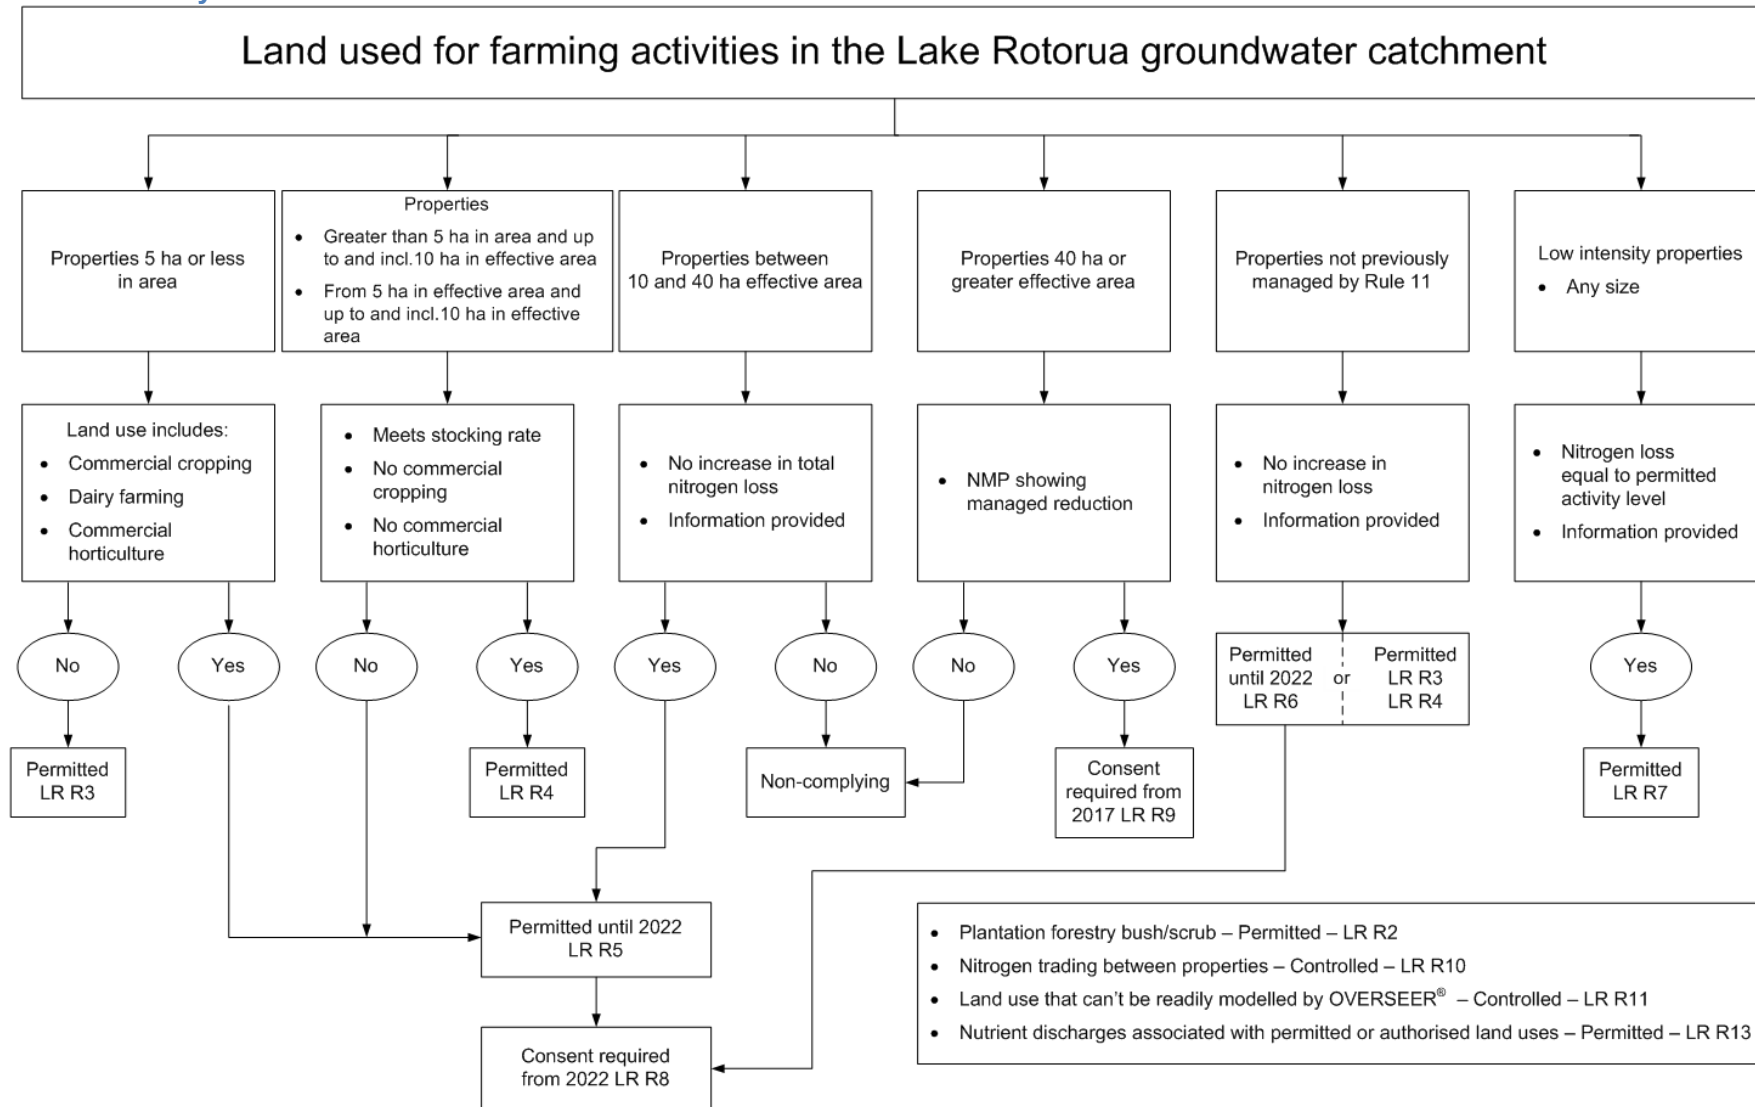 Land used for farming activities in the Lake Rotorua groundwater catchment
Properties 5 ha or less
in area
Properties
• Greater than 5 ha in area and up
to and incl.10 ha in effective area
• From 5 ha in effective area and
up to and incl.10 ha in effective
area
Properties between
10 and 40 ha effective area
Properties 40 ha or
greater effective area
Properties not previously
managed by Rule 11
Low intensity properties
• Any size
Land use includes:
• Commercial cropping
• Dairy farming
• Commercial
horticulture
• Meets stocking rate
• No commercial
cropping
• No commercial
horticulture
• No increase in total
nitrogen loss
• Information provided
• NMP showing
managed reduction
• No increase in
nitrogen loss
• Information provided
• Nitrogen loss
equal to permitted
activity level
• Information provided
No
Yes
No
Yes
Yes
No
No
Yes
Permitted
until 2022
LR R6
or
Permitted
LR R3
LR R4
Yes
Permitted
LR R3
Permitted
LR R4
Non-complying
Consent
required from
2017 LR R9
Permitted
LR R7
Permitted until 2022
LR R5
Consent required
from 2022 LR R8
• Plantation forestry bush/scrub – Permitted – LR R2
• Nitrogen trading between properties – Controlled – LR R10
• Land use that can't be readily modelled by OVERSEER® – Controlled – LR R11
• Nutrient discharges associated with permitted or authorised land uses – Permitted – LR R13